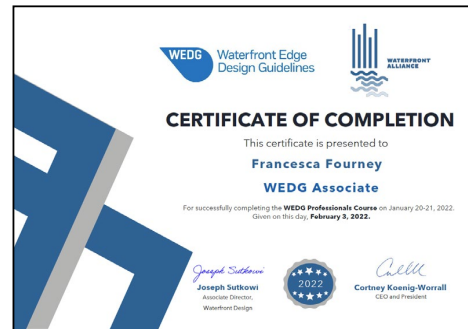 WEDG
Waterfront Edge
Design Guidelines
WATERFRONT
ALLIANCE
CERTIFICATE OF COMPLETION
This certificate is presented to
Francesca Fourney
WEDG Associate
For successfully completing the WEDG Professionals Course on January 20-21, 2022.
Given on this day, February 3, 2022.
Joseph Sutkowi
Joseph Sutkowi
Associate Director,
Waterfront Design
2022
Cortney Koenig-Worrall
CEO and President